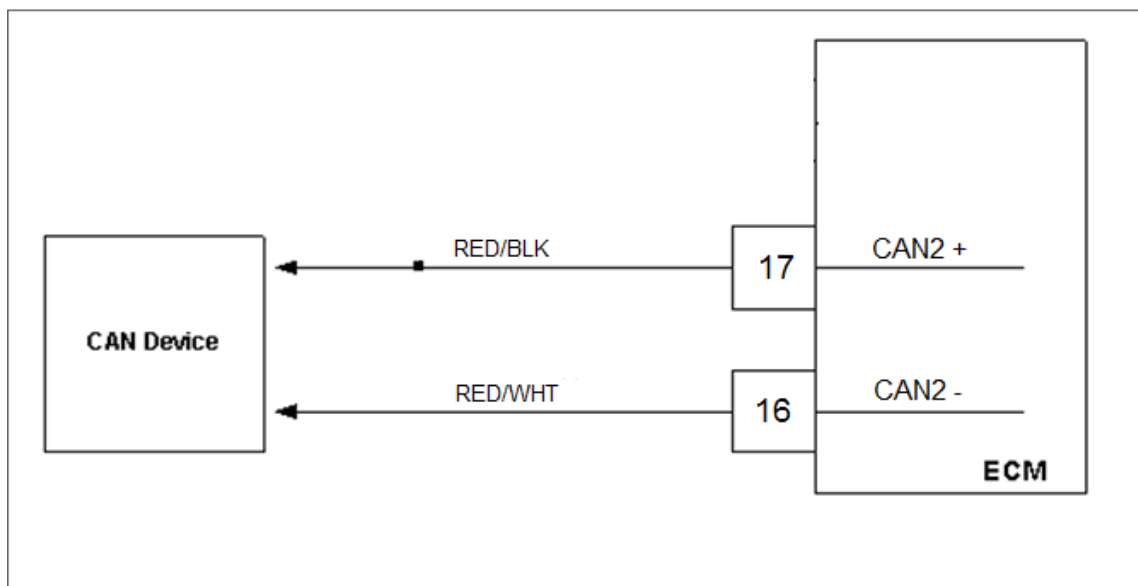 RED/BLK
17
CAN2 +
CAN Device
RED/WHT
16
CAN2 -
ECM